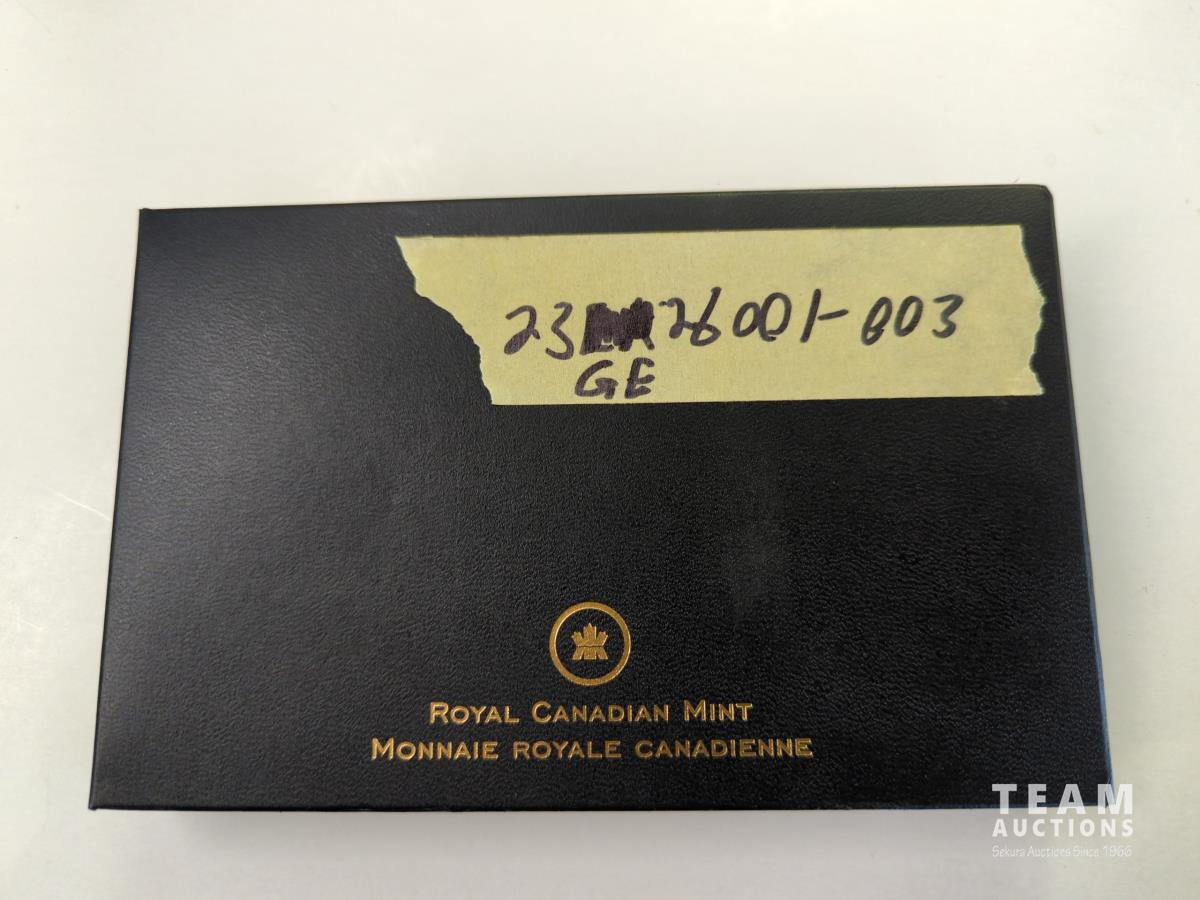 23 26001-003
GE
ROYAL CANADIAN MINT
MONNAIE ROYALE CANADIENNE
TEAM
AUCTIONS
Sekura Auctions Since 1966